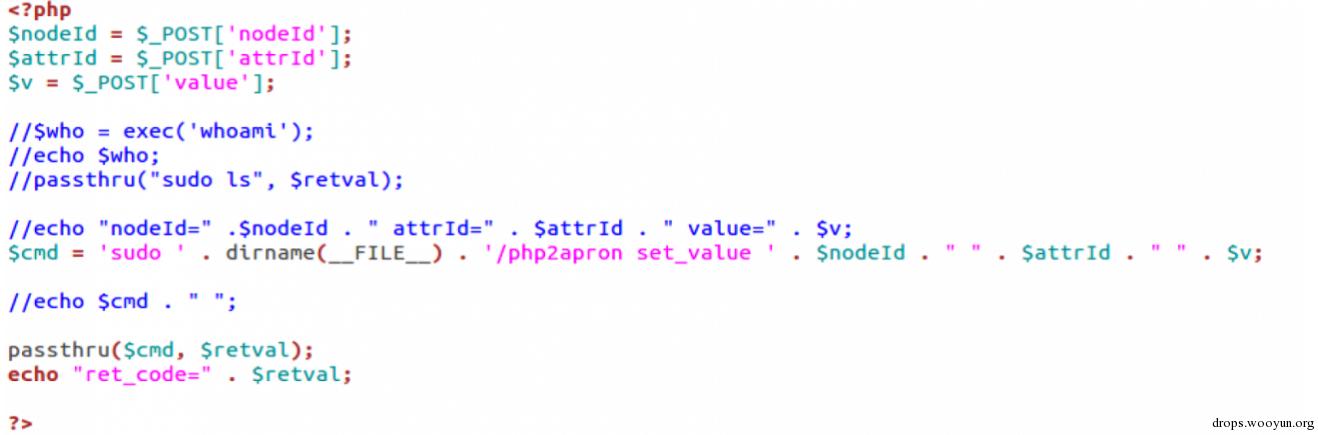 <?php
$nodeId = $_POST['nodeId'];
$attrId = $_POST['attrId'];
$v = $_POST['value'];
//$who = exec('whoami');
//echo $who;
//passthru("sudo ls", $retval);
//echo "nodeId=" .$nodeId . " attrId=" . $attrId . " value=" . $v;
$cmd = 'sudo ' . dirname(__FILE__) . '/php2apron set_value ' . $nodeId . " " . $attrId . " " . $v;
//echo $cmd . " ";
passthru($cmd, $retval);
echo "ret_code=" . $retval;
?>
drops.wooyun.org